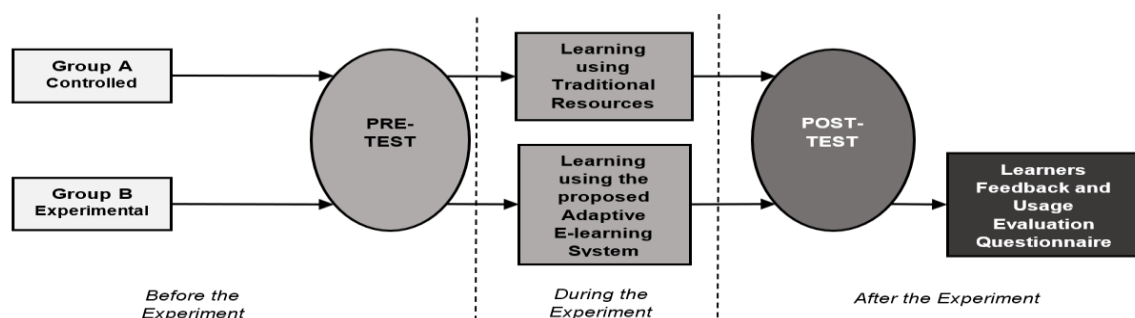 Group A
Controlled
Group B
Experimental
PRE-
TEST
Learning
using
Traditional
Resources
Learning
using the
proposed
Adaptive
E-learning
System
POST-
TEST
Learners
Feedback and
Usage
Evaluation
Questionnaire
Before the
Experiment
During the
Experiment
After the Experiment